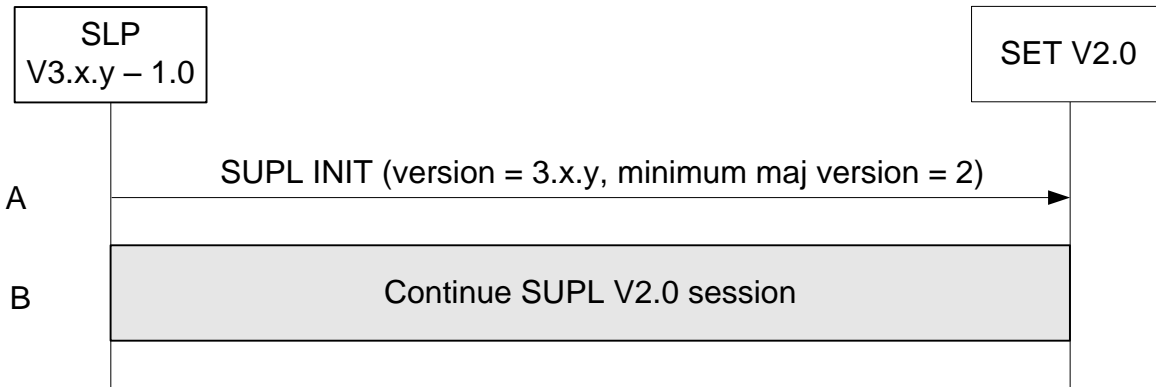 SLP
V3.x.y – 1.0
SET V2.0
SUPL INIT (version = 3.x.y, minimum maj version = 2)
A
Continue SUPL V2.0 session
B